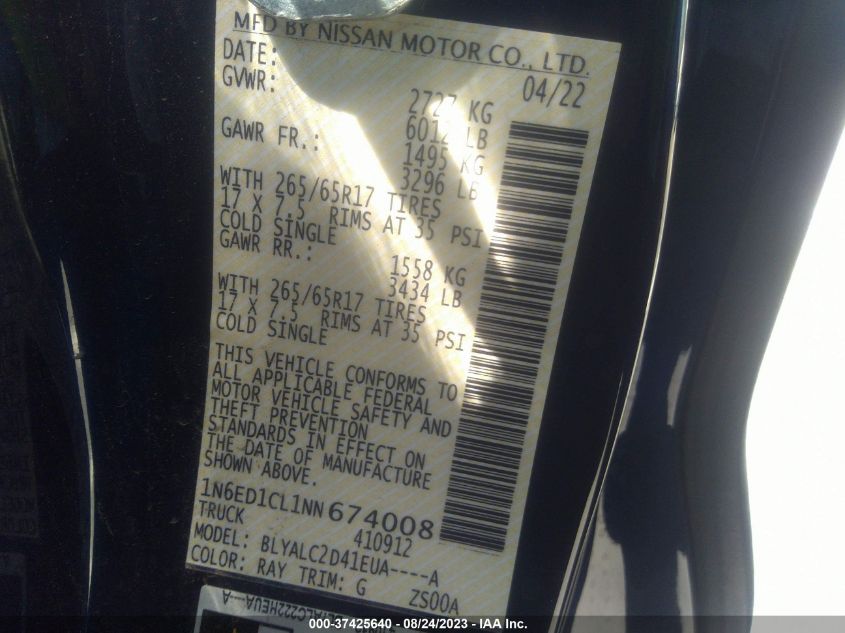 MFD BY NISSAN MOTOR CO., LTD.
DATE: 04/22
GVWR: 2727 KG
6012 LB
GAWR FR.: 1495 KG
3296 LB
WITH 265/65R17 TIRES
17 X 7.5 RIMS AT 35 PSI
COLD SINGLE
GAWR RR.: 1558 KG
3434 LB
WITH 265/65R17 TIRES
17 X 7.5 RIMS AT 35 PSI
COLD SINGLE
THIS VEHICLE CONFORMS TO
ALL APPLICABLE FEDERAL
MOTOR VEHICLE SAFETY AND
THEFT PREVENTION
STANDARDS IN EFFECT ON
THE DATE OF MANUFACTURE
SHOWN ABOVE.
1N6ED1CL1NN674008
TRUCK 410912
MODEL: BLYALC2D41EUA----A
COLOR: RAY TRIM: G ZS00A
000-37425640 - 08/24/2023 - IAAI Inc.